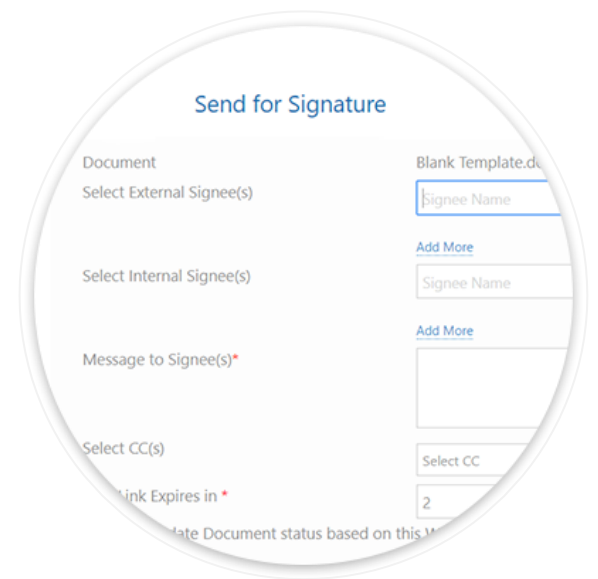 Send for Signature
Document Blank Template.do
Select External Signee(s) Signee Name
Add More
Select Internal Signee(s) Signee Name
Add More
Message to Signee(s)*
Select CC(s) Select CC
Link Expires in * 2
Document status based on this